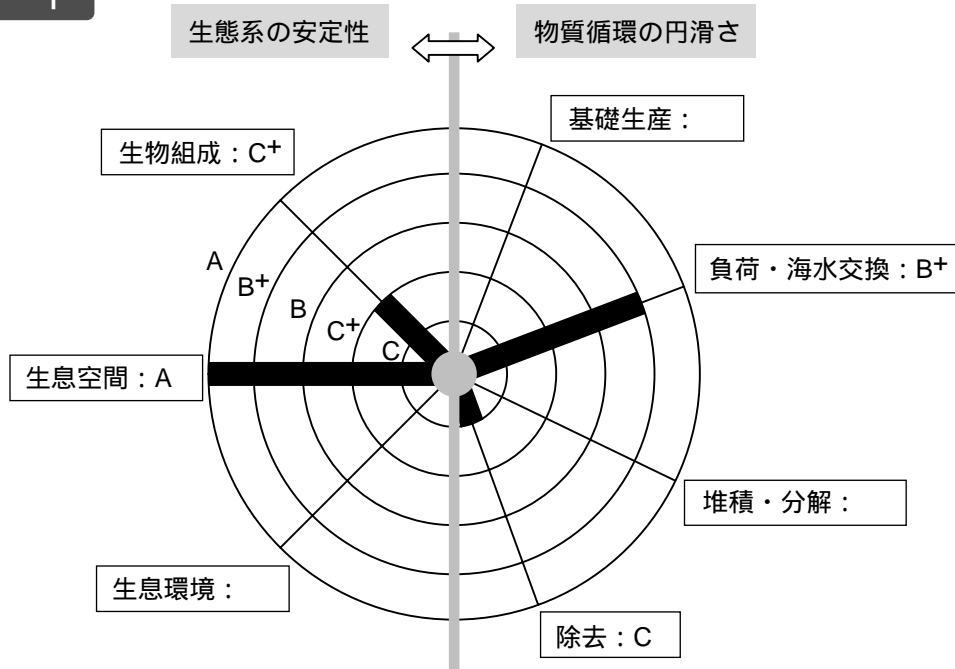 生態系の安定性
物質循環の円滑さ
基礎生産：
生物組成：C+
負荷・海水交換：B+
A
B+
B
C+
C
生息空間：A
堆積・分解：
生息環境：
除去：C